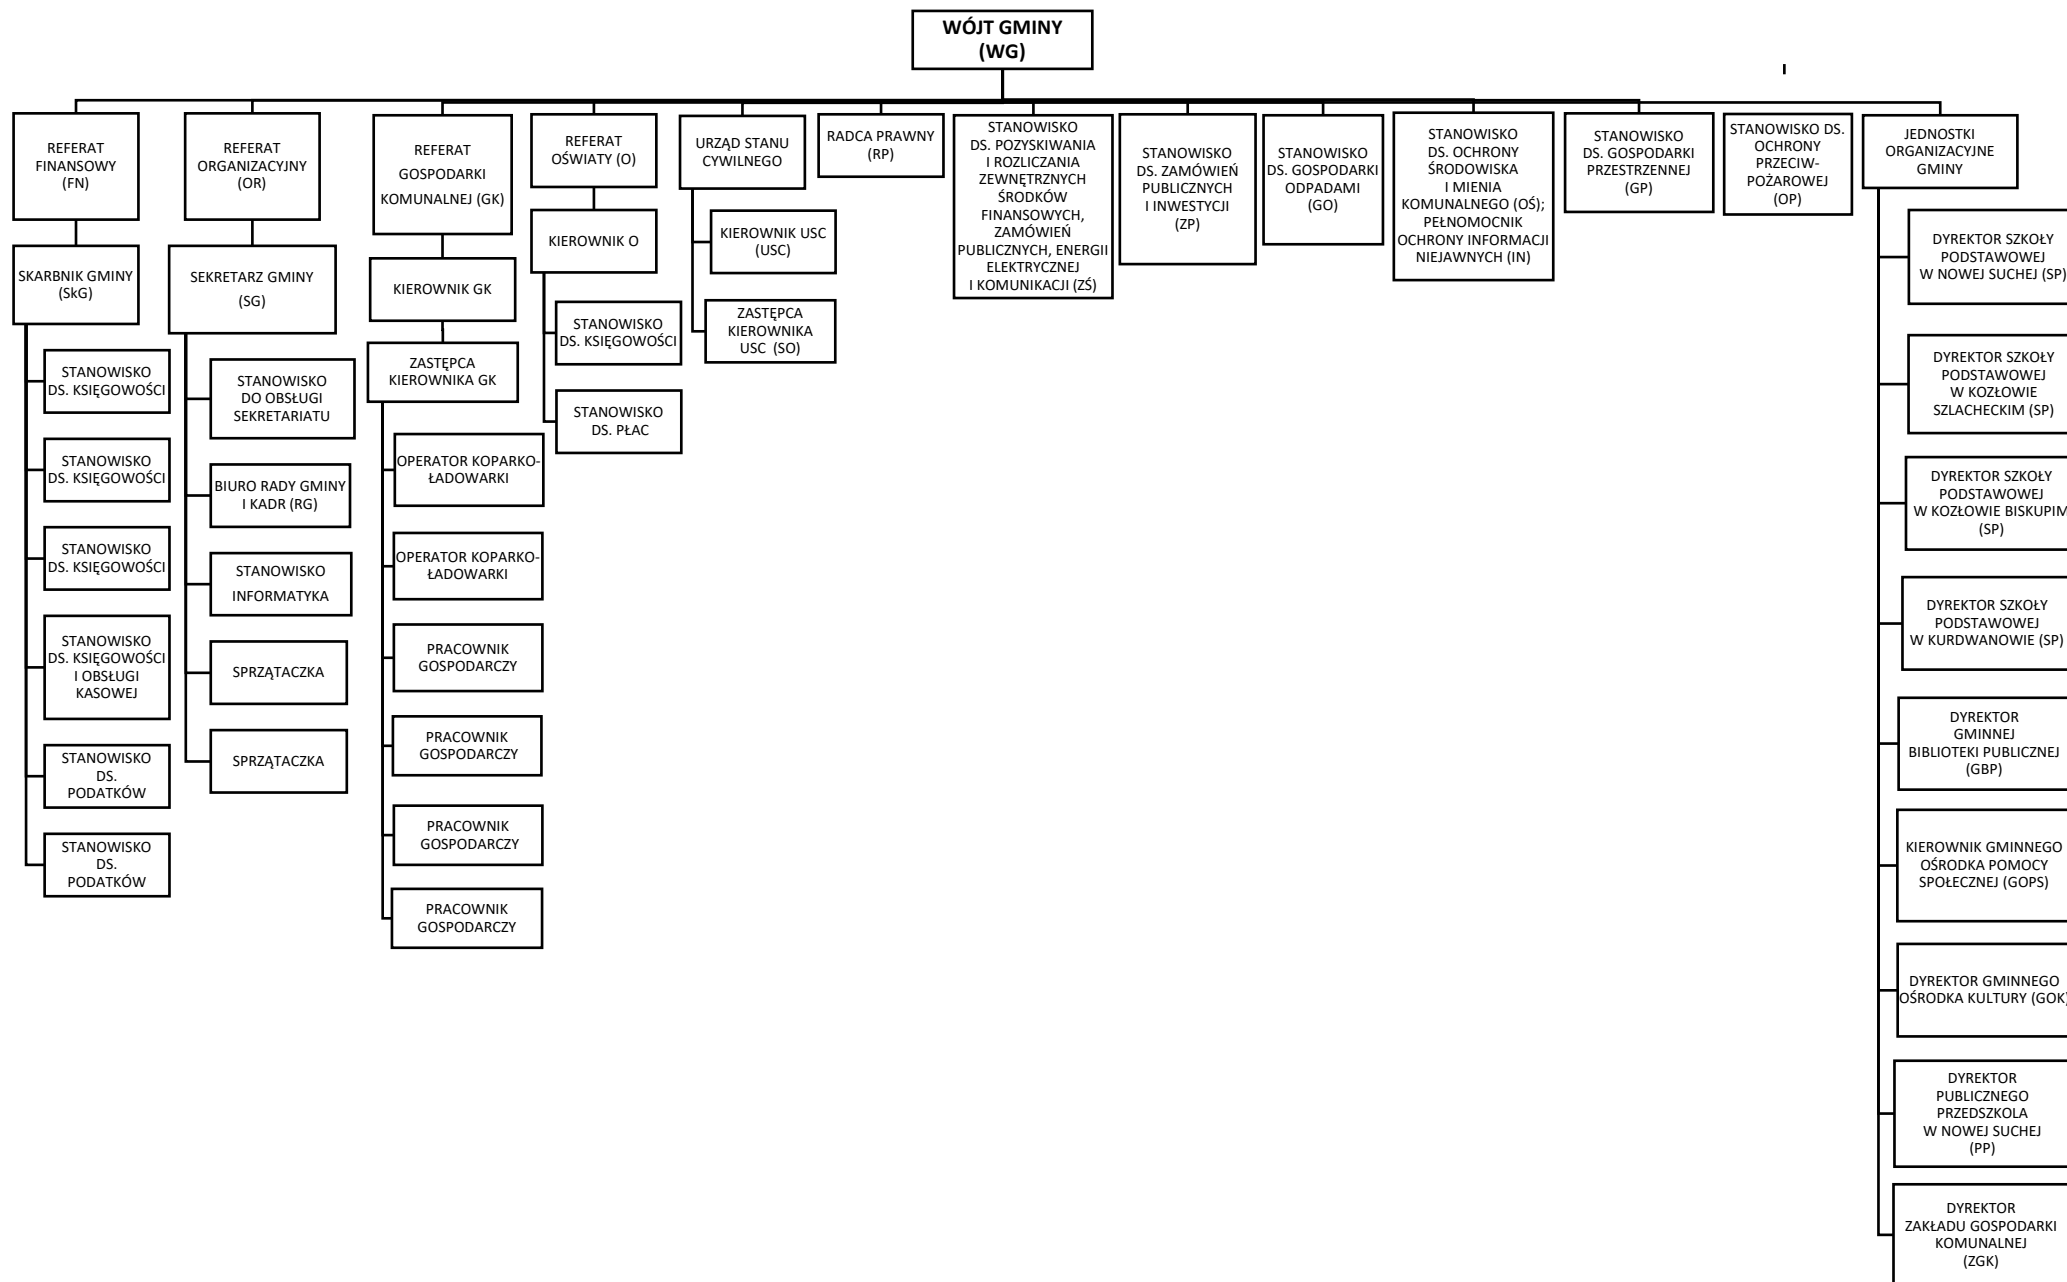 WÓJT GMINY
(WG)
REFERAT
FINANSOWY
(FN)
SKARBNIK GMINY
(SkG)
STANOWISKO
DS. KSIĘGOWOŚCI
STANOWISKO
DS. KSIĘGOWOŚCI
STANOWISKO
DS. KSIĘGOWOŚCI
STANOWISKO
DS. KSIĘGOWOŚCI
I OBSŁUGI
KASOWEJ
STANOWISKO
DS.
PODATKÓW
STANOWISKO
DS.
PODATKÓW
REFERAT
ORGANIZACYJNY
(OR)
SEKRETARZ GMINY
(SG)
STANOWISKO
DO OBSŁUGI
SEKRETARIATU
BIURO RADY GMINY
I KADR (RG)
STANOWISKO
INFORMATYKA
SPRZĄTACZKA
SPRZĄTACZKA
REFERAT
GOSPODARKI
KOMUNALNEJ (GK)
KIEROWNIK GK
ZASTĘPCA
KIEROWNIKA GK
OPERATOR KOPARKO-
ŁADOWARKI
OPERATOR KOPARKO-
ŁADOWARKI
PRACOWNIK
GOSPODARCZY
PRACOWNIK
GOSPODARCZY
PRACOWNIK
GOSPODARCZY
PRACOWNIK
GOSPODARCZY
REFERAT
OŚWIATY (O)
KIEROWNIK O
STANOWISKO
DS. KSIĘGOWOŚCI
STANOWISKO
DS. PŁAC
URZĄD STANU
CYWILNEGO
KIEROWNIK USC
(USC)
ZASTĘPCA
KIEROWNIKA
USC (SO)
RADCA PRAWNY
(RP)
STANOWISKO
DS. POZYSKIWANIA
I ROZLICZANIA
ZEWNĘTRZNYCH
ŚRODKÓW
FINANSOWYCH,
ZAMÓWIEŃ
PUBLICZNYCH, ENERGII
ELEKTRYCZNEJ
I KOMUNIKACJI (ZŚ)
STANOWISKO
DS. ZAMÓWIEŃ
PUBLICZNYCH
I INWESTYCJI
(ZP)
STANOWISKO
DS. GOSPODARKI
ODPADAMI
(GO)
STANOWISKO
DS. OCHRONY
ŚRODOWISKA
I MIENIA
KOMUNALNEGO (OŚ);
PEŁNOMOCNIK
OCHRONY INFORMACJI
NIEJAWNYCH (IN)
STANOWISKO
DS. GOSPODARKI
PRZESTRZENNEJ
(GP)
STANOWISKO DS.
OCHRONY
PRZECIW-
POŻAROWEJ
(OP)
JEDNOSTKI
ORGANIZACYJNE
GMINY
DYREKTOR SZKOŁY
PODSTAWOWEJ
W NOWEJ SUCHEJ (SP)
DYREKTOR SZKOŁY
PODSTAWOWEJ
W KOZŁOWIE
SZLACHECKIM (SP)
DYREKTOR SZKOŁY
PODSTAWOWEJ
W KOZŁOWIE BISKUPIM
(SP)
DYREKTOR SZKOŁY
PODSTAWOWEJ
W KURDWANOWIE (SP)
DYREKTOR
GMINNEJ
BIBLIOTEKI PUBLICZNEJ
(GBP)
KIEROWNIK GMINNEGO
OŚRODKA POMOCY
SPOŁECZNEJ (GOPS)
DYREKTOR GMINNEGO
OŚRODKA KULTURY (GOK)
DYREKTOR
PUBLICZNEGO
PRZEDSZKOLA
W NOWEJ SUCHEJ
(PP)
DYREKTOR
ZAKŁADU GOSPODARKI
KOMUNALNEJ
(ZGK)